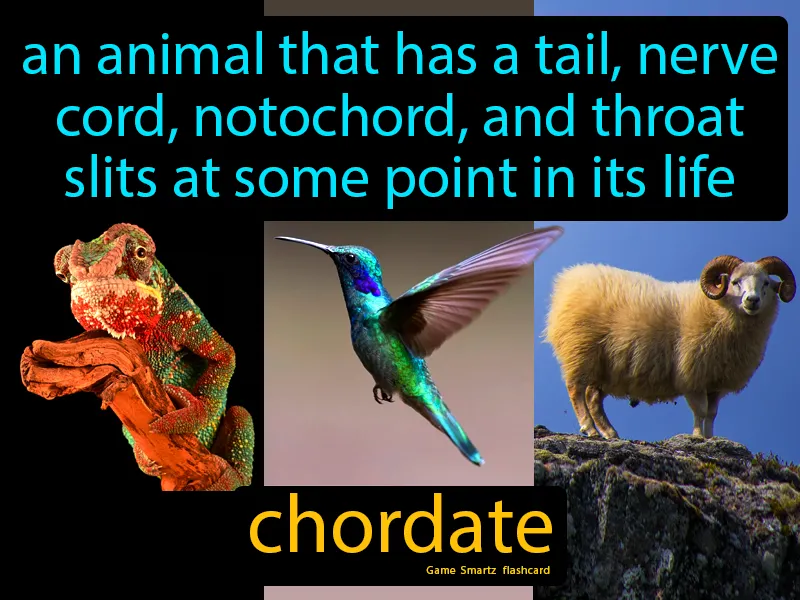 an animal that has a tail, nerve
cord, notochord, and throat
slits at some point in its life
chordate
Game Smartz flashcard